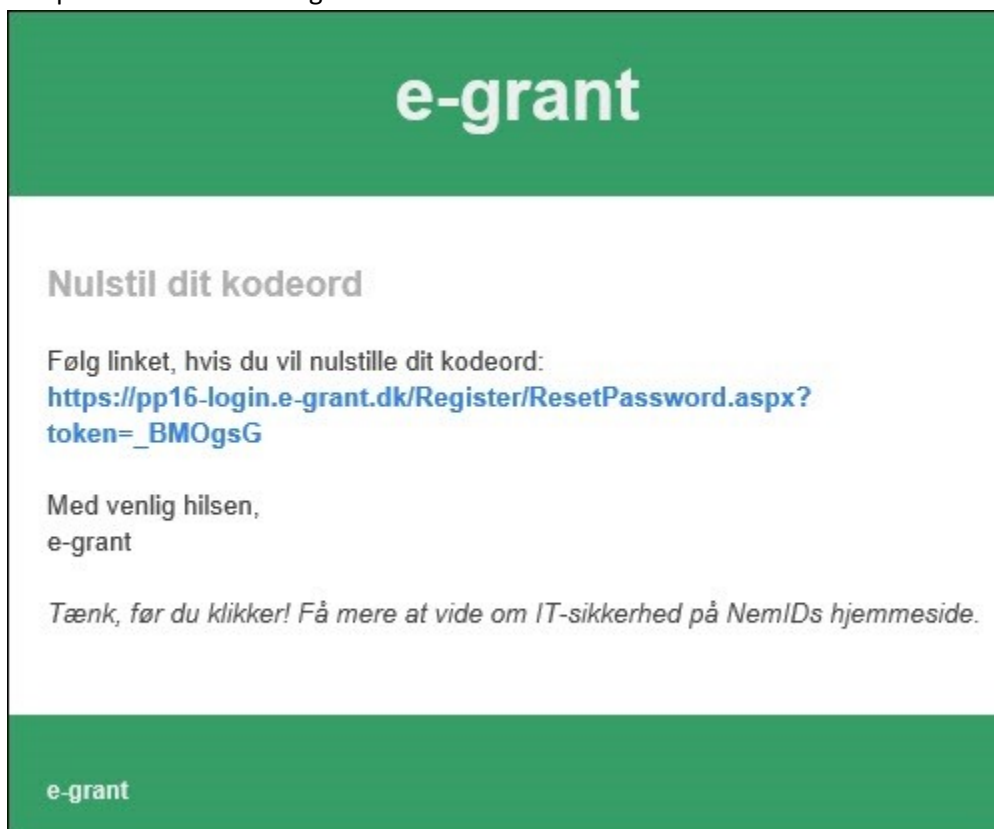 e-grant
Nulstil dit kodeord
Følg linket, hvis du vil nulstille dit kodeord:
https://pp16-login.e-grant.dk/Register/ResetPassword.aspx?
token=_BMOgsG
Med venlig hilsen,
e-grant
Tænk, før du klikker! Få mere at vide om IT-sikkerhed på NemIDs hjemmeside.
e-grant